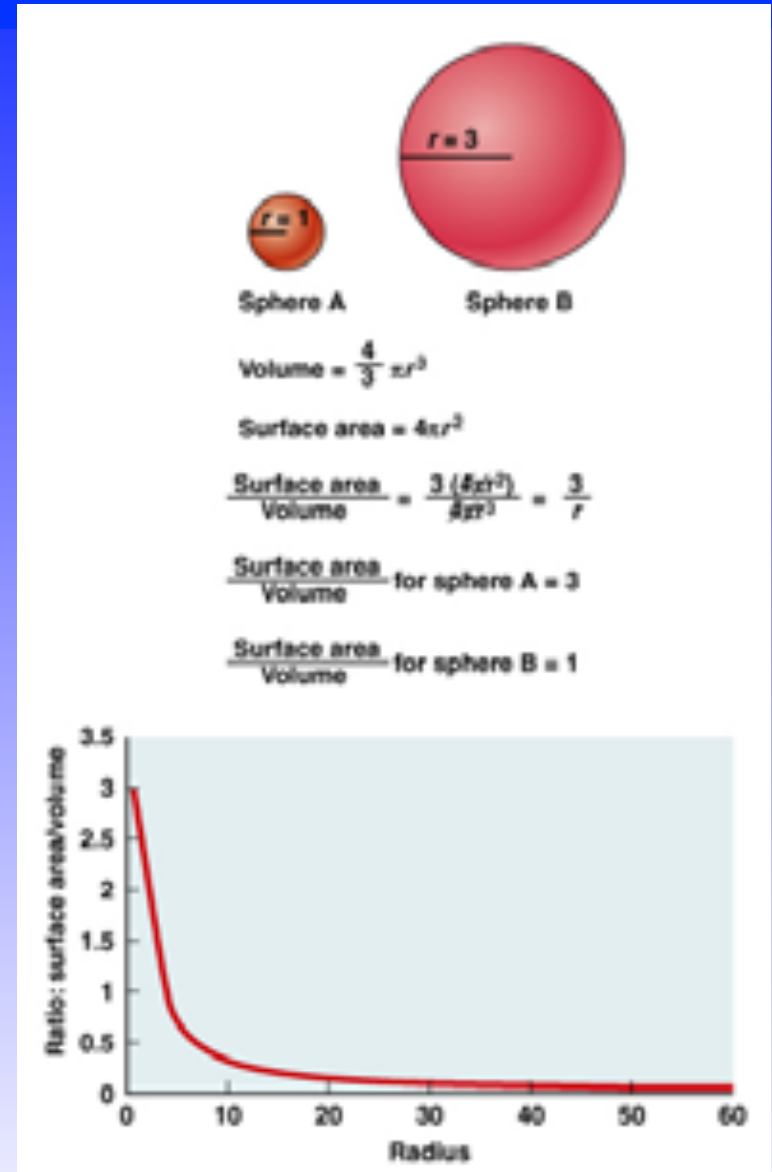 r = 3
r = 1
Sphere A
Sphere B
Volume = 4/3 πr³
Surface area = 4πr²
Surface area/Volume = 3 (4πr²)/4πr³ = 3/r
Surface area/Volume for sphere A = 3
Surface area/Volume for sphere B = 1
Ratio: surface area/volume
3.5
3
2.5
2
1.5
1
0.5
0
0 10 20 30 40 50 60
Radius